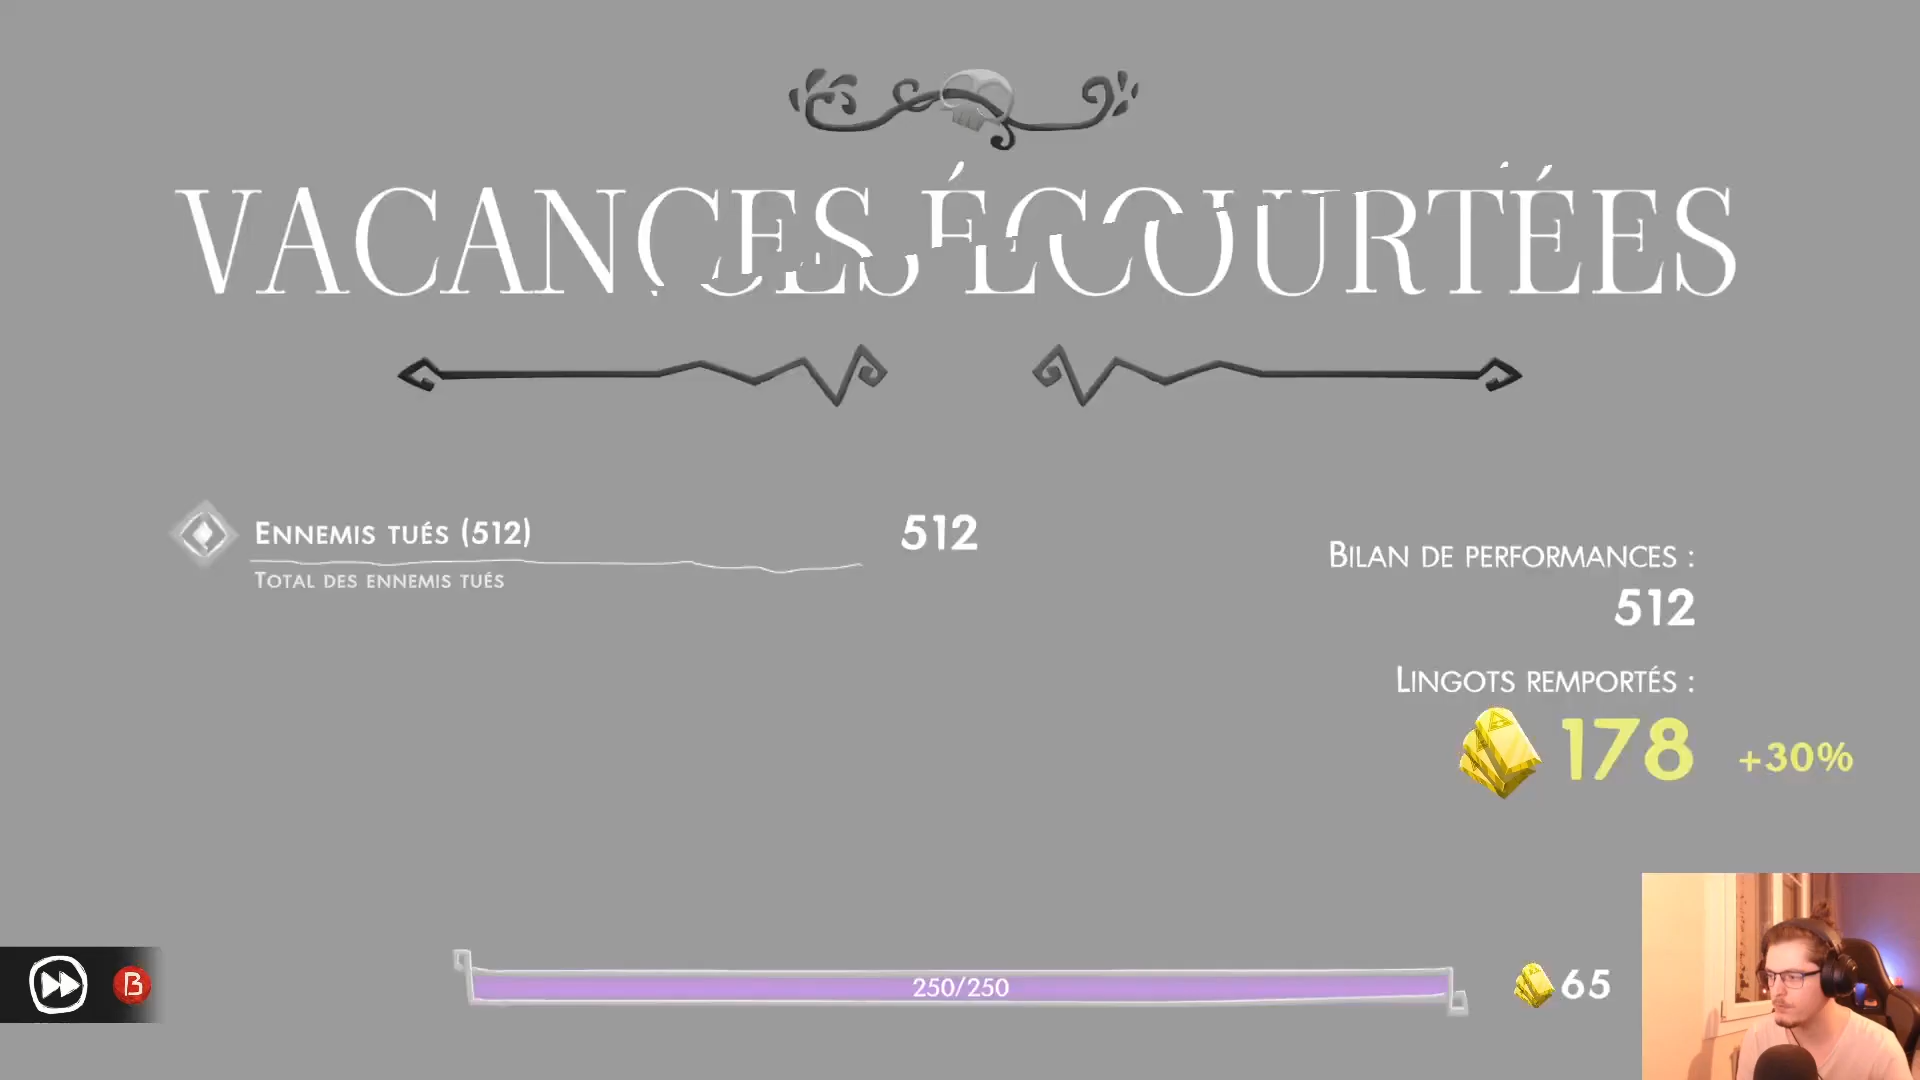 VACANCES ÉCOURTÉES
ENNEMIS TUÉS (512)
512
TOTAL DES ENNEMIS TUÉS
BILAN DE PERFORMANCES :
512
LINGOTS REMPORTÉS :
178 +30%
B
250/250
65